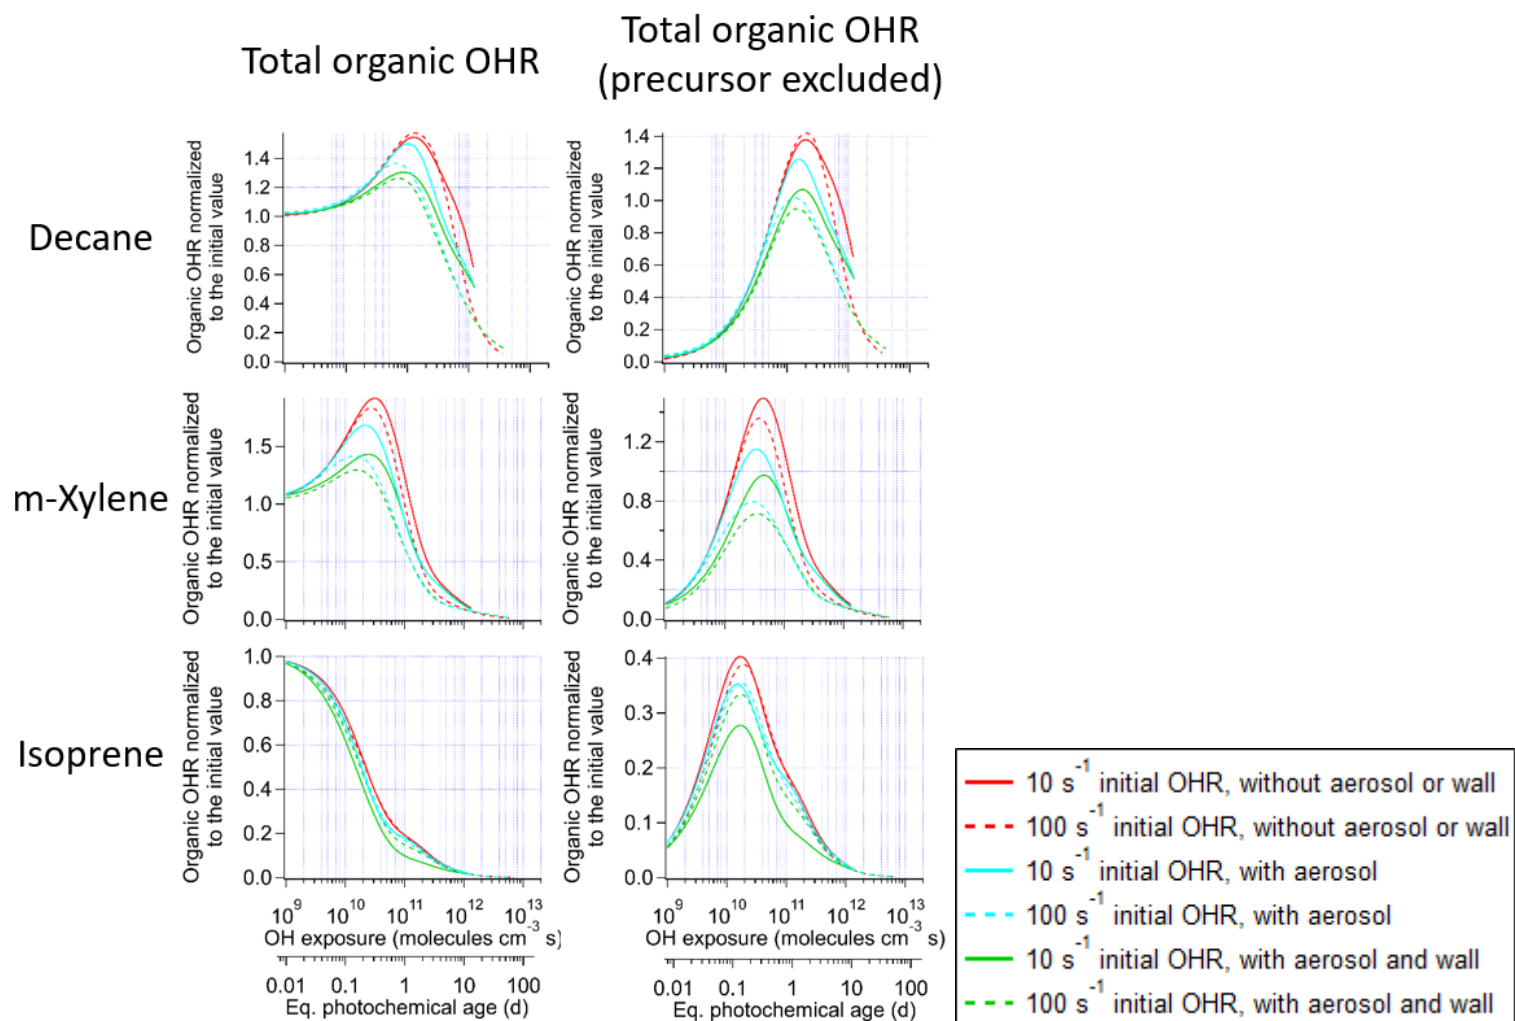 Total organic OHR
Total organic OHR
(precursor excluded)
Decane
Organic OHR normalized
to the initial value
1.4
1.2
1.0
0.8
0.6
0.4
0.2
0.0
Organic OHR normalized
to the initial value
1.4
1.2
1.0
0.8
0.6
0.4
0.2
0.0
m-Xylene
Organic OHR normalized
to the initial value
1.5
1.0
0.5
0.0
Organic OHR normalized
to the initial value
1.2
0.8
0.4
0.0
Isoprene
Organic OHR normalized
to the initial value
1.0
0.8
0.6
0.4
0.2
0.0
Organic OHR normalized
to the initial value
0.4
0.3
0.2
0.1
0.0
10⁹ 10¹⁰ 10¹¹ 10¹² 10¹³
OH exposure (molecules cm⁻³ s)
0.01 0.1 1 10 100
Eq. photochemical age (d)
10⁹ 10¹⁰ 10¹¹ 10¹² 10¹³
OH exposure (molecules cm⁻³ s)
0.01 0.1 1 10 100
Eq. photochemical age (d)
10 s⁻¹ initial OHR, without aerosol or wall
100 s⁻¹ initial OHR, without aerosol or wall
10 s⁻¹ initial OHR, with aerosol
100 s⁻¹ initial OHR, with aerosol
10 s⁻¹ initial OHR, with aerosol and wall
100 s⁻¹ initial OHR, with aerosol and wall